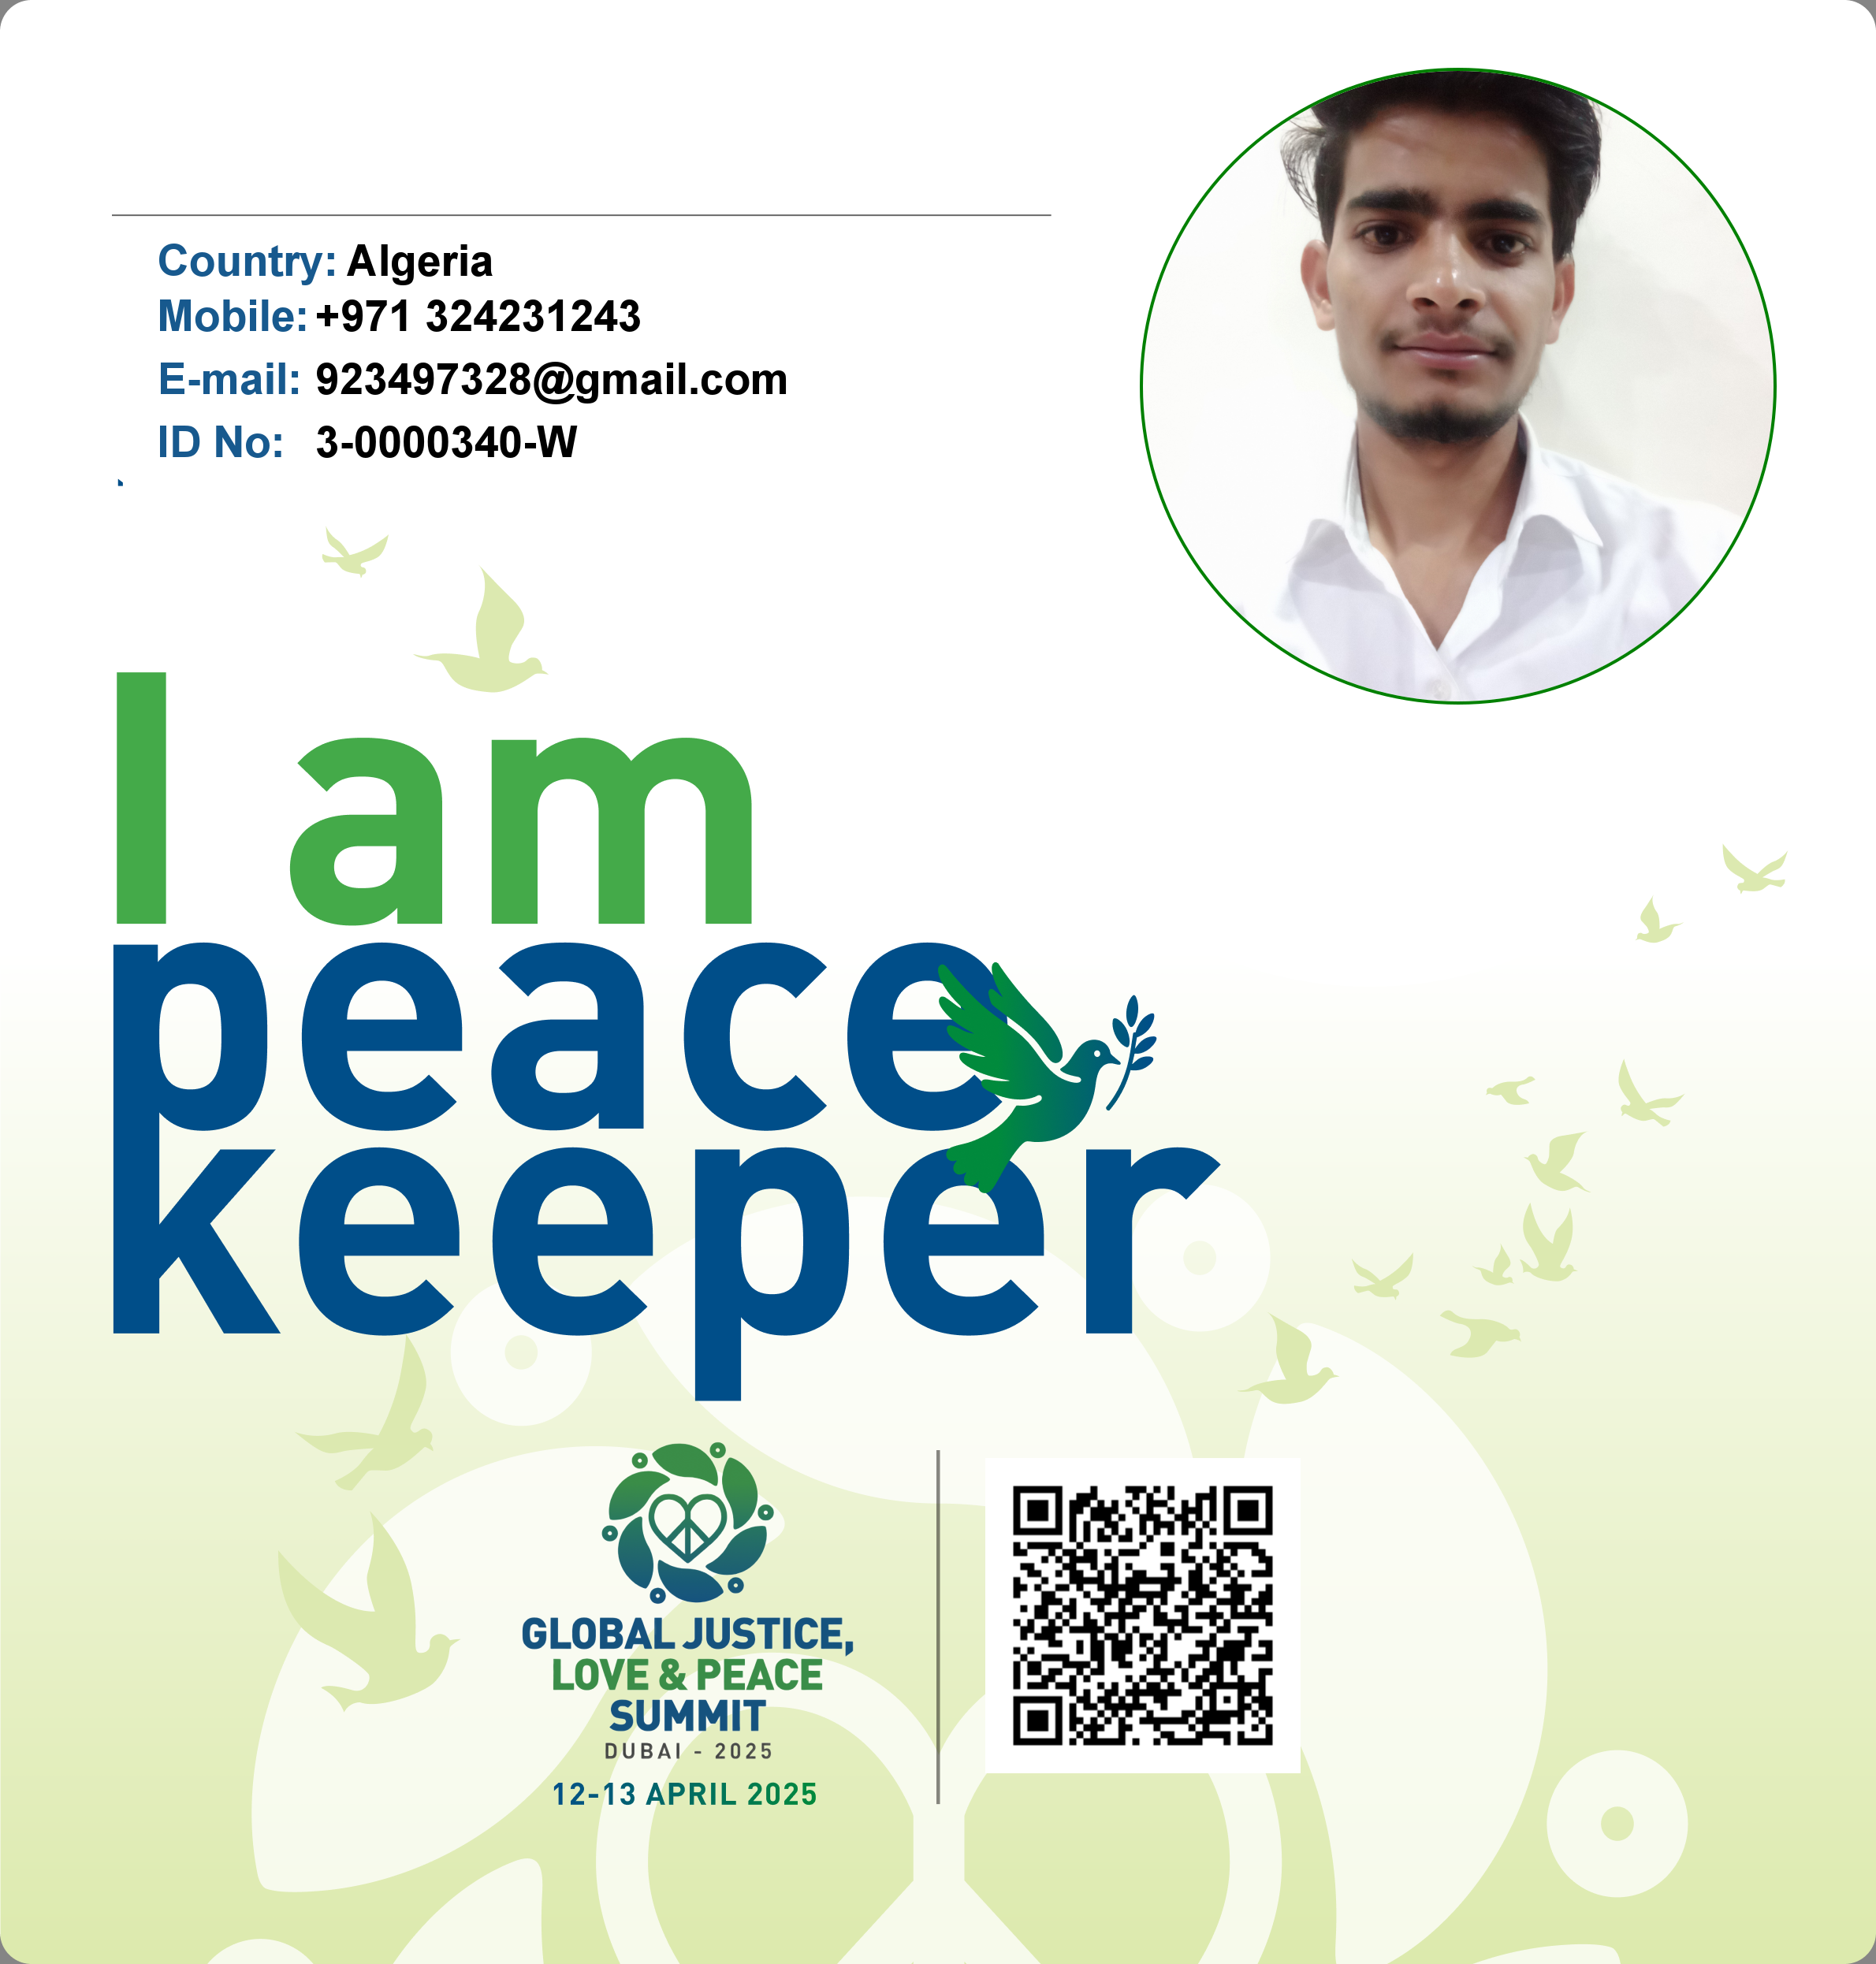 Country: Algeria
Mobile: +971 324231243
E-mail: 923497328@gmail.com
ID No: 3-0000340-W
I am
peace
keeper
GLOBAL JUSTICE,
LOVE & PEACE
SUMMIT
DUBAI - 2025
12-13 APRIL 2025